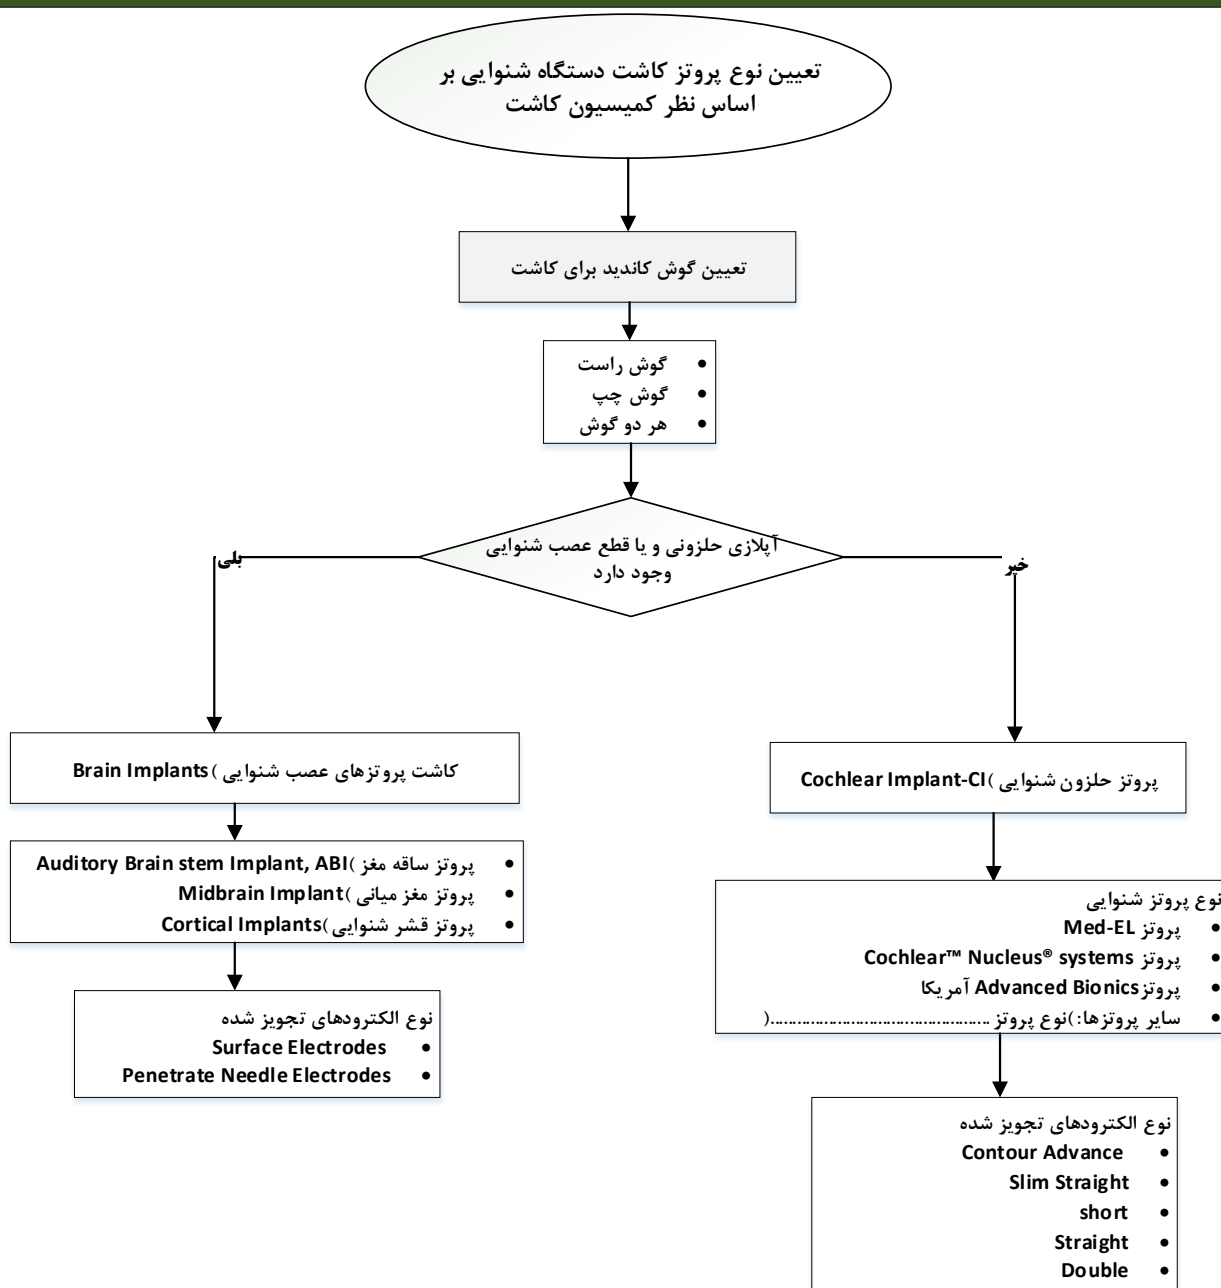 تعیین نوع پروتز کاشت دستگاه شنوایی بر
اساس نظر کمیسیون کاشت
تعیین گوش کاندید برای کاشت
• گوش راست
• گوش چپ
• هر دو گوش
آپلازی حلزونی و یا قطع عصب شنوایی
وجود دارد
بلی
خیر
کاشت پروتزهای عصب شنوایی )Brain Implants
• پروتز ساقه مغز )Auditory Brain stem Implant, ABI
• پروتز مغز میانی )Midbrain Implant
• پروتز قشر شنوایی )Cortical Implants
نوع الکترودهای تجویز شده
• Surface Electrodes
• Penetrate Needle Electrodes
پروتز حلزون شنوایی )Cochlear Implant-CI
نوع پروتز شنوایی
• پروتز Med-EL
• پروتز Cochlear™ Nucleus® systems
• پروتز Advanced Bionics آمریکا
• سایر پروتزها: )نوع پروتز ...............................................(
نوع الکترودهای تجویز شده
• Contour Advance
• Slim Straight
• short
• Straight
• Double